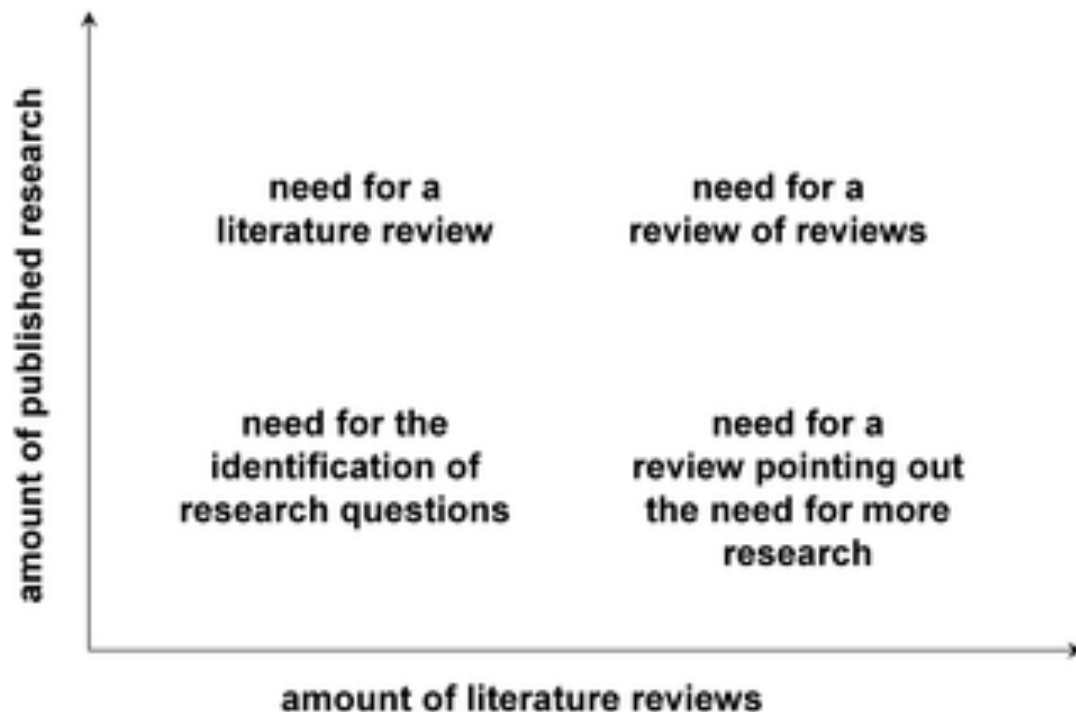 amount of published research
need for a
literature review
need for a
review of reviews
need for the
identification of
research questions
need for a
review pointing out
the need for more
research
amount of literature reviews